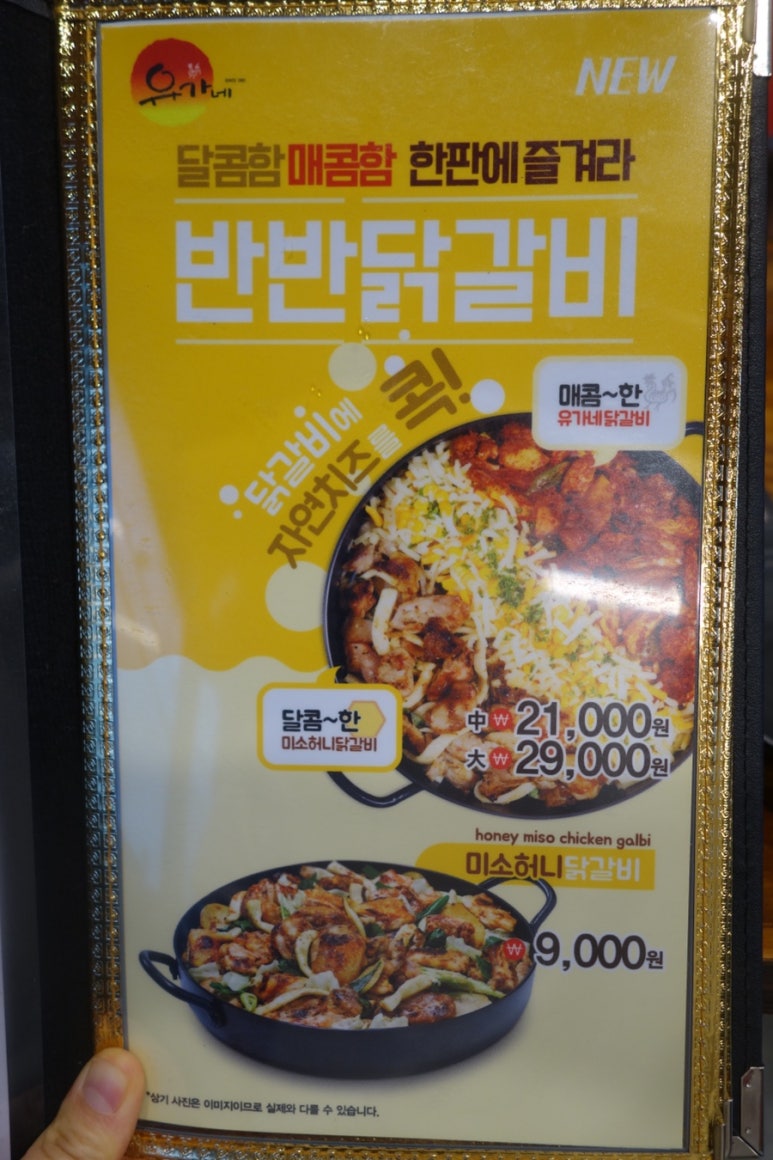 유가네
NEW
달콤함 매콤함 한판에 즐겨라
반반닭갈비
닭갈비에
자연치즈를 콕!
매콤~한
유가네닭갈비
달콤~한
미소허니닭갈비
中 ₩ 21,000원
大 ₩ 29,000원
honey miso chicken galbi
미소허니닭갈비
₩ 9,000원
*상기 사진은 이미지이므로 실제와 다를 수 있습니다.